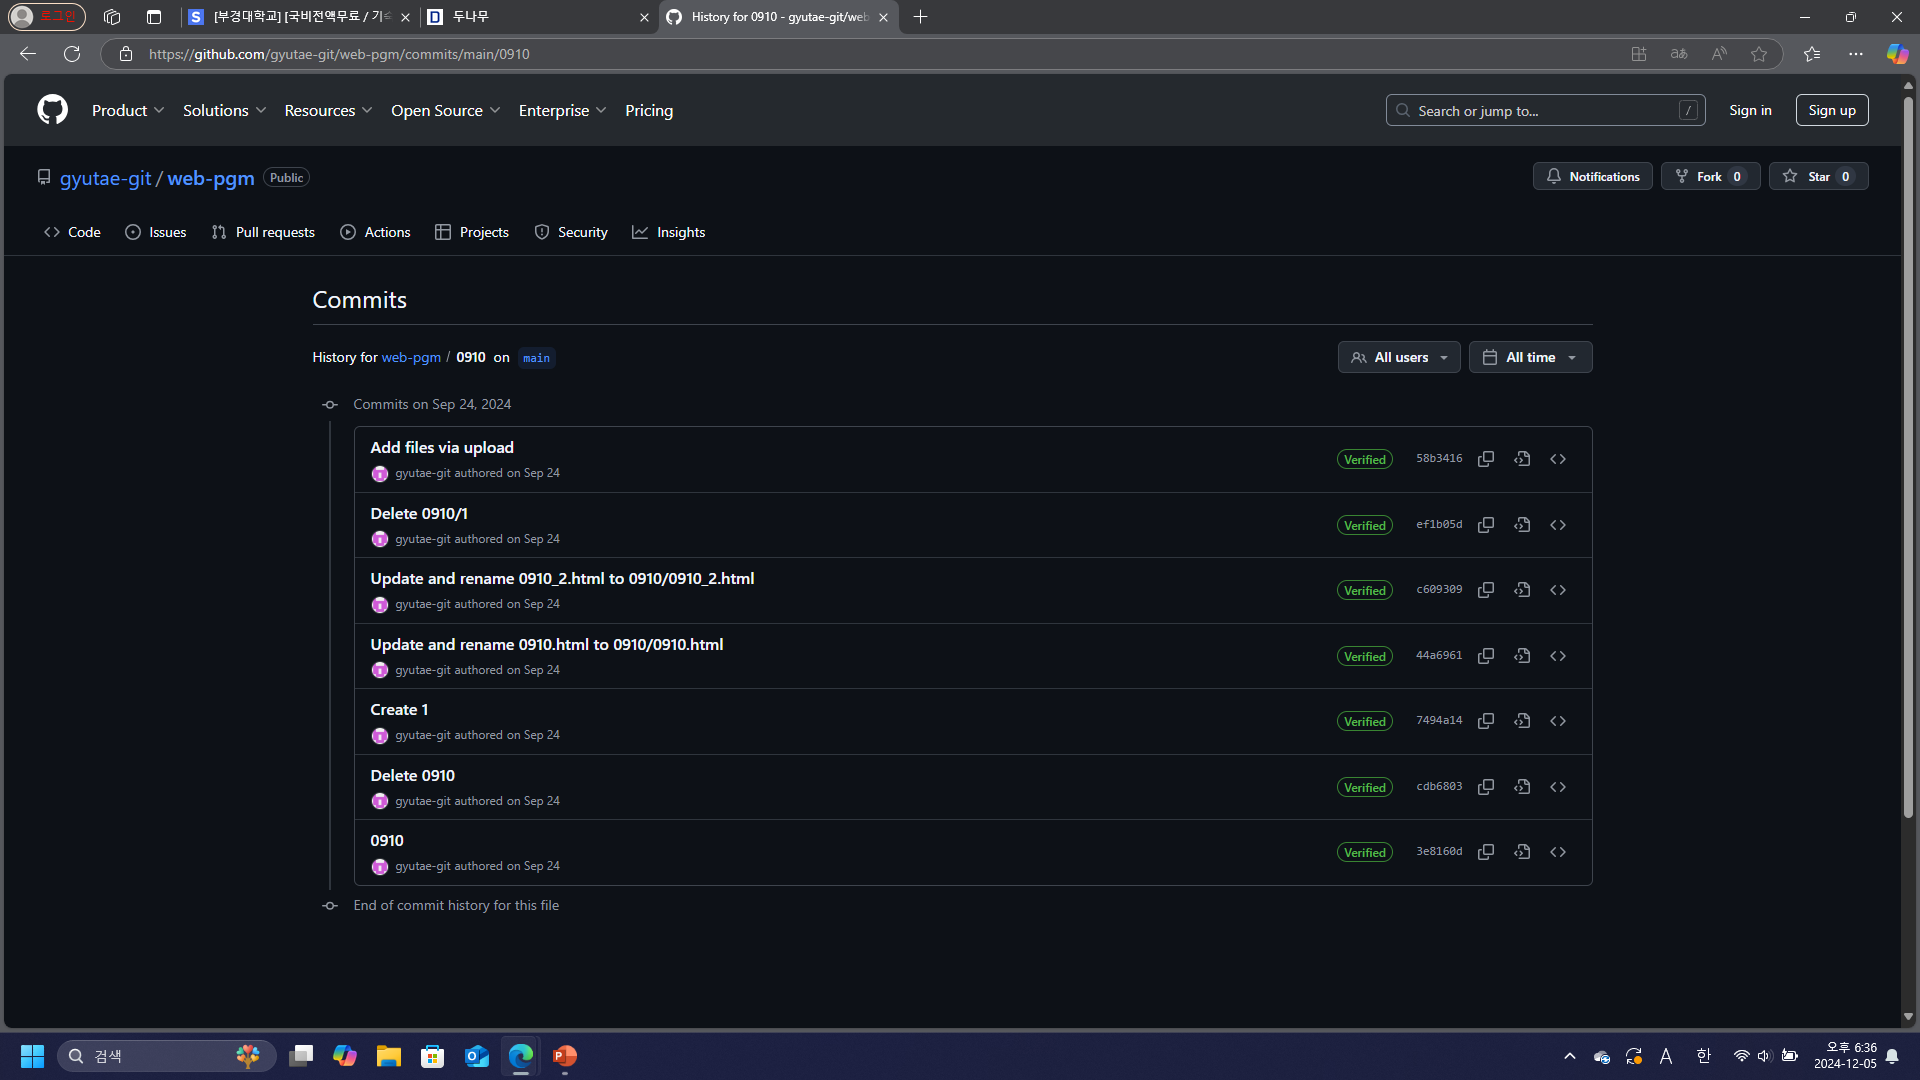 로그인
[부경대학교] [국비전액무료 / 기숙
두나무
History for 0910 - gyutae-git/web
https://github.com/gyutae-git/web-pgm/commits/main/0910
Product Solutions Resources Open Source Enterprise Pricing
Search or jump to...
/
Sign in
Sign up
gyutae-git / web-pgm Public
Notifications
Fork 0
Star 0
Code Issues Pull requests Actions Projects Security Insights
Commits
History for web-pgm / 0910 on main
All users
All time
Commits on Sep 24, 2024
Add files via upload
gyutae-git authored on Sep 24
Verified 58b3416
Delete 0910/1
gyutae-git authored on Sep 24
Verified ef1b05d
Update and rename 0910_2.html to 0910/0910_2.html
gyutae-git authored on Sep 24
Verified c609309
Update and rename 0910.html to 0910/0910.html
gyutae-git authored on Sep 24
Verified 44a6961
Create 1
gyutae-git authored on Sep 24
Verified 7494a14
Delete 0910
gyutae-git authored on Sep 24
Verified cdb6803
0910
gyutae-git authored on Sep 24
Verified 3e8160d
End of commit history for this file
검색
A 한
오후 6:36
2024-12-05